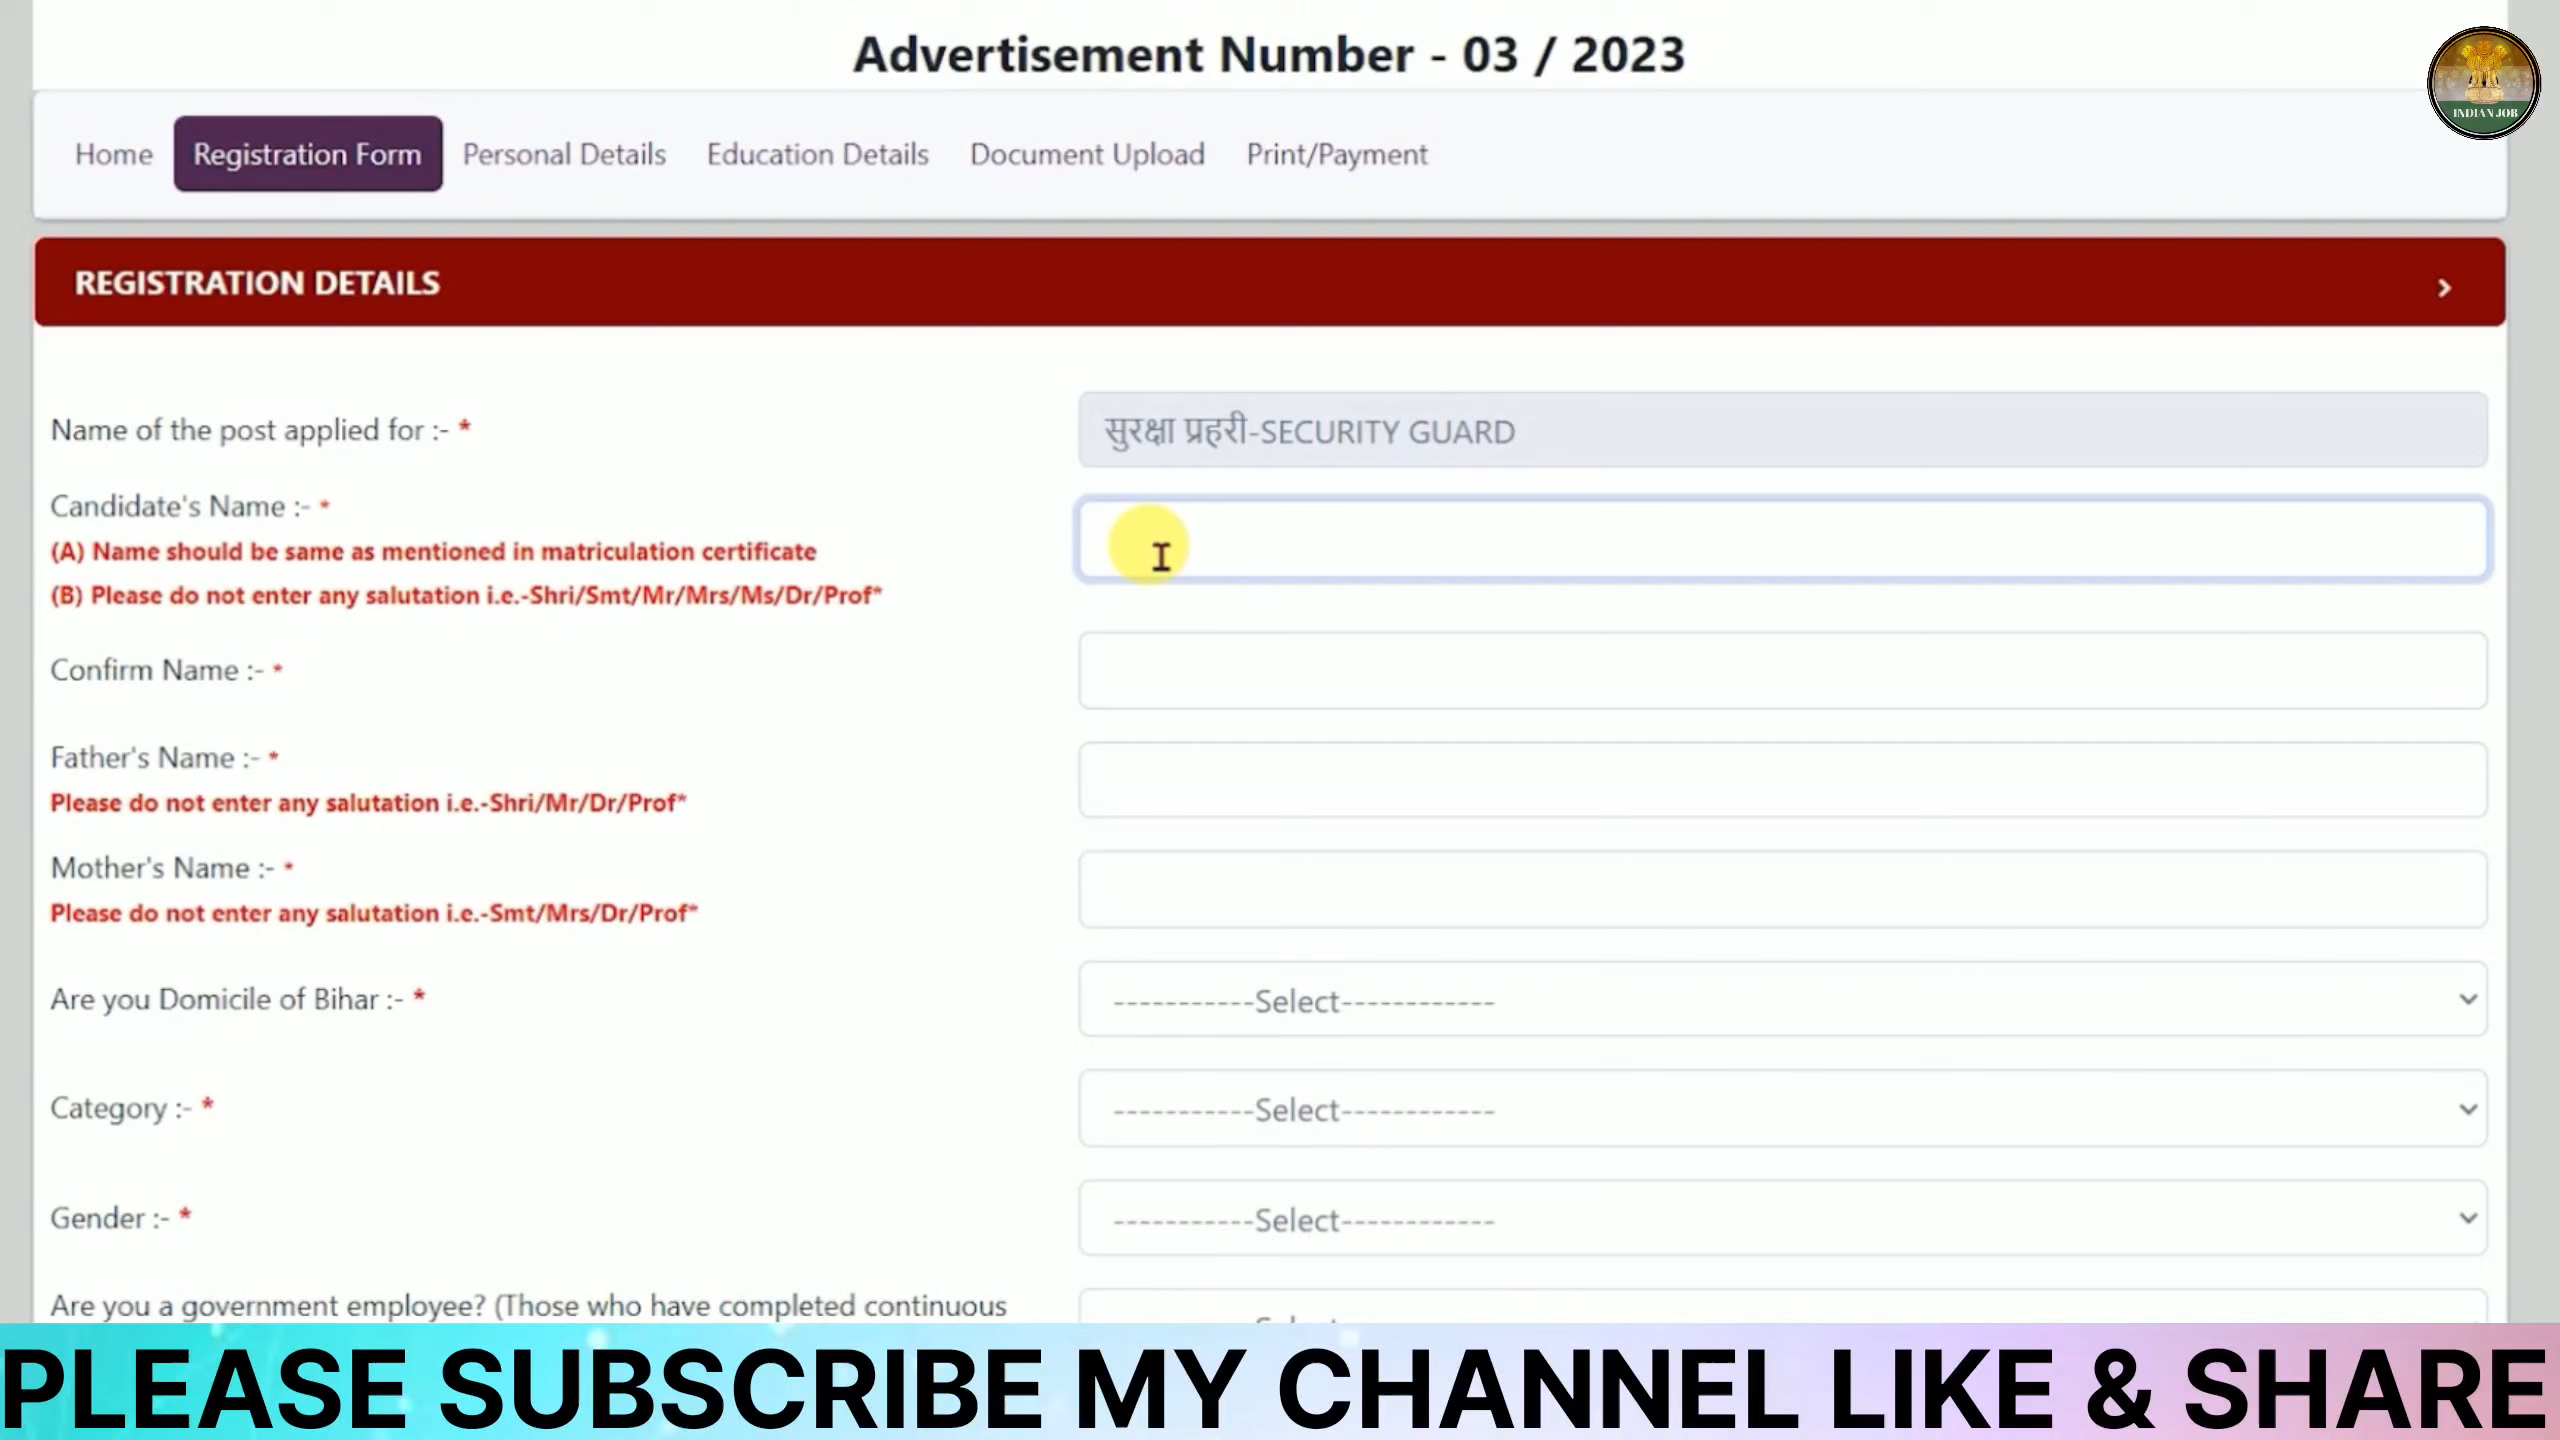 Advertisement Number - 03 / 2023
INDIAN JOB
Home Registration Form Personal Details Education Details Document Upload Print/Payment
REGISTRATION DETAILS
Name of the post applied for :- * सुरक्षा प्रहरी-SECURITY GUARD
Candidate's Name :- *
(A) Name should be same as mentioned in matriculation certificate
(B) Please do not enter any salutation i.e.-Shri/Smt/Mr/Mrs/Ms/Dr/Prof*
Confirm Name :- *
Father's Name :- *
Please do not enter any salutation i.e.-Shri/Mr/Dr/Prof*
Mother's Name :- *
Please do not enter any salutation i.e.-Smt/Mrs/Dr/Prof*
Are you Domicile of Bihar :- * -----------Select------------
Category :- * -----------Select------------
Gender :- * -----------Select------------
Are you a government employee? (Those who have completed continuous
PLEASE SUBSCRIBE MY CHANNEL LIKE & SHARE